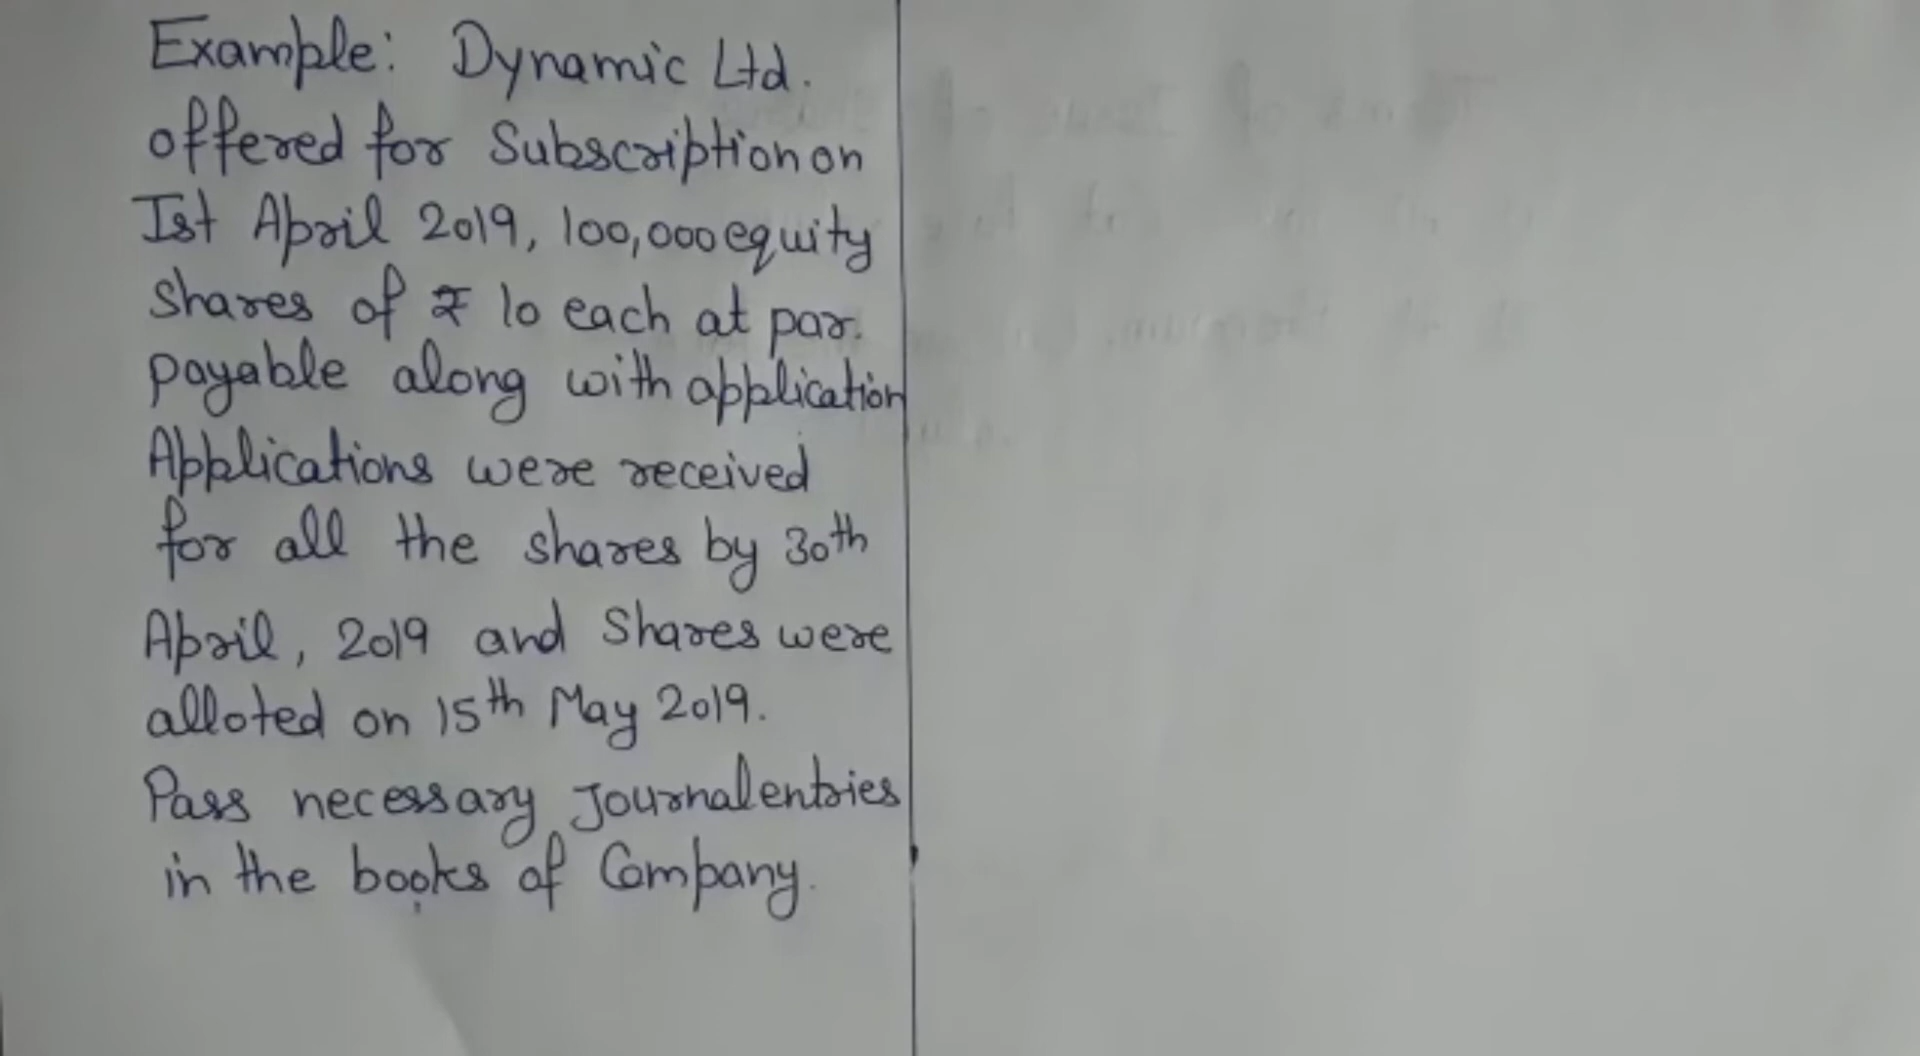 Example: Dynamic Ltd.
offered for Subscription on
Ist April 2019, 100,000 equity
Shares of ₹ 10 each at par.
payable along with application
Applications were received
for all the shares by 30th
April, 2019 and Shares were
alloted on 15th May 2019.
Pass necessary Journal entries
in the books of Company.